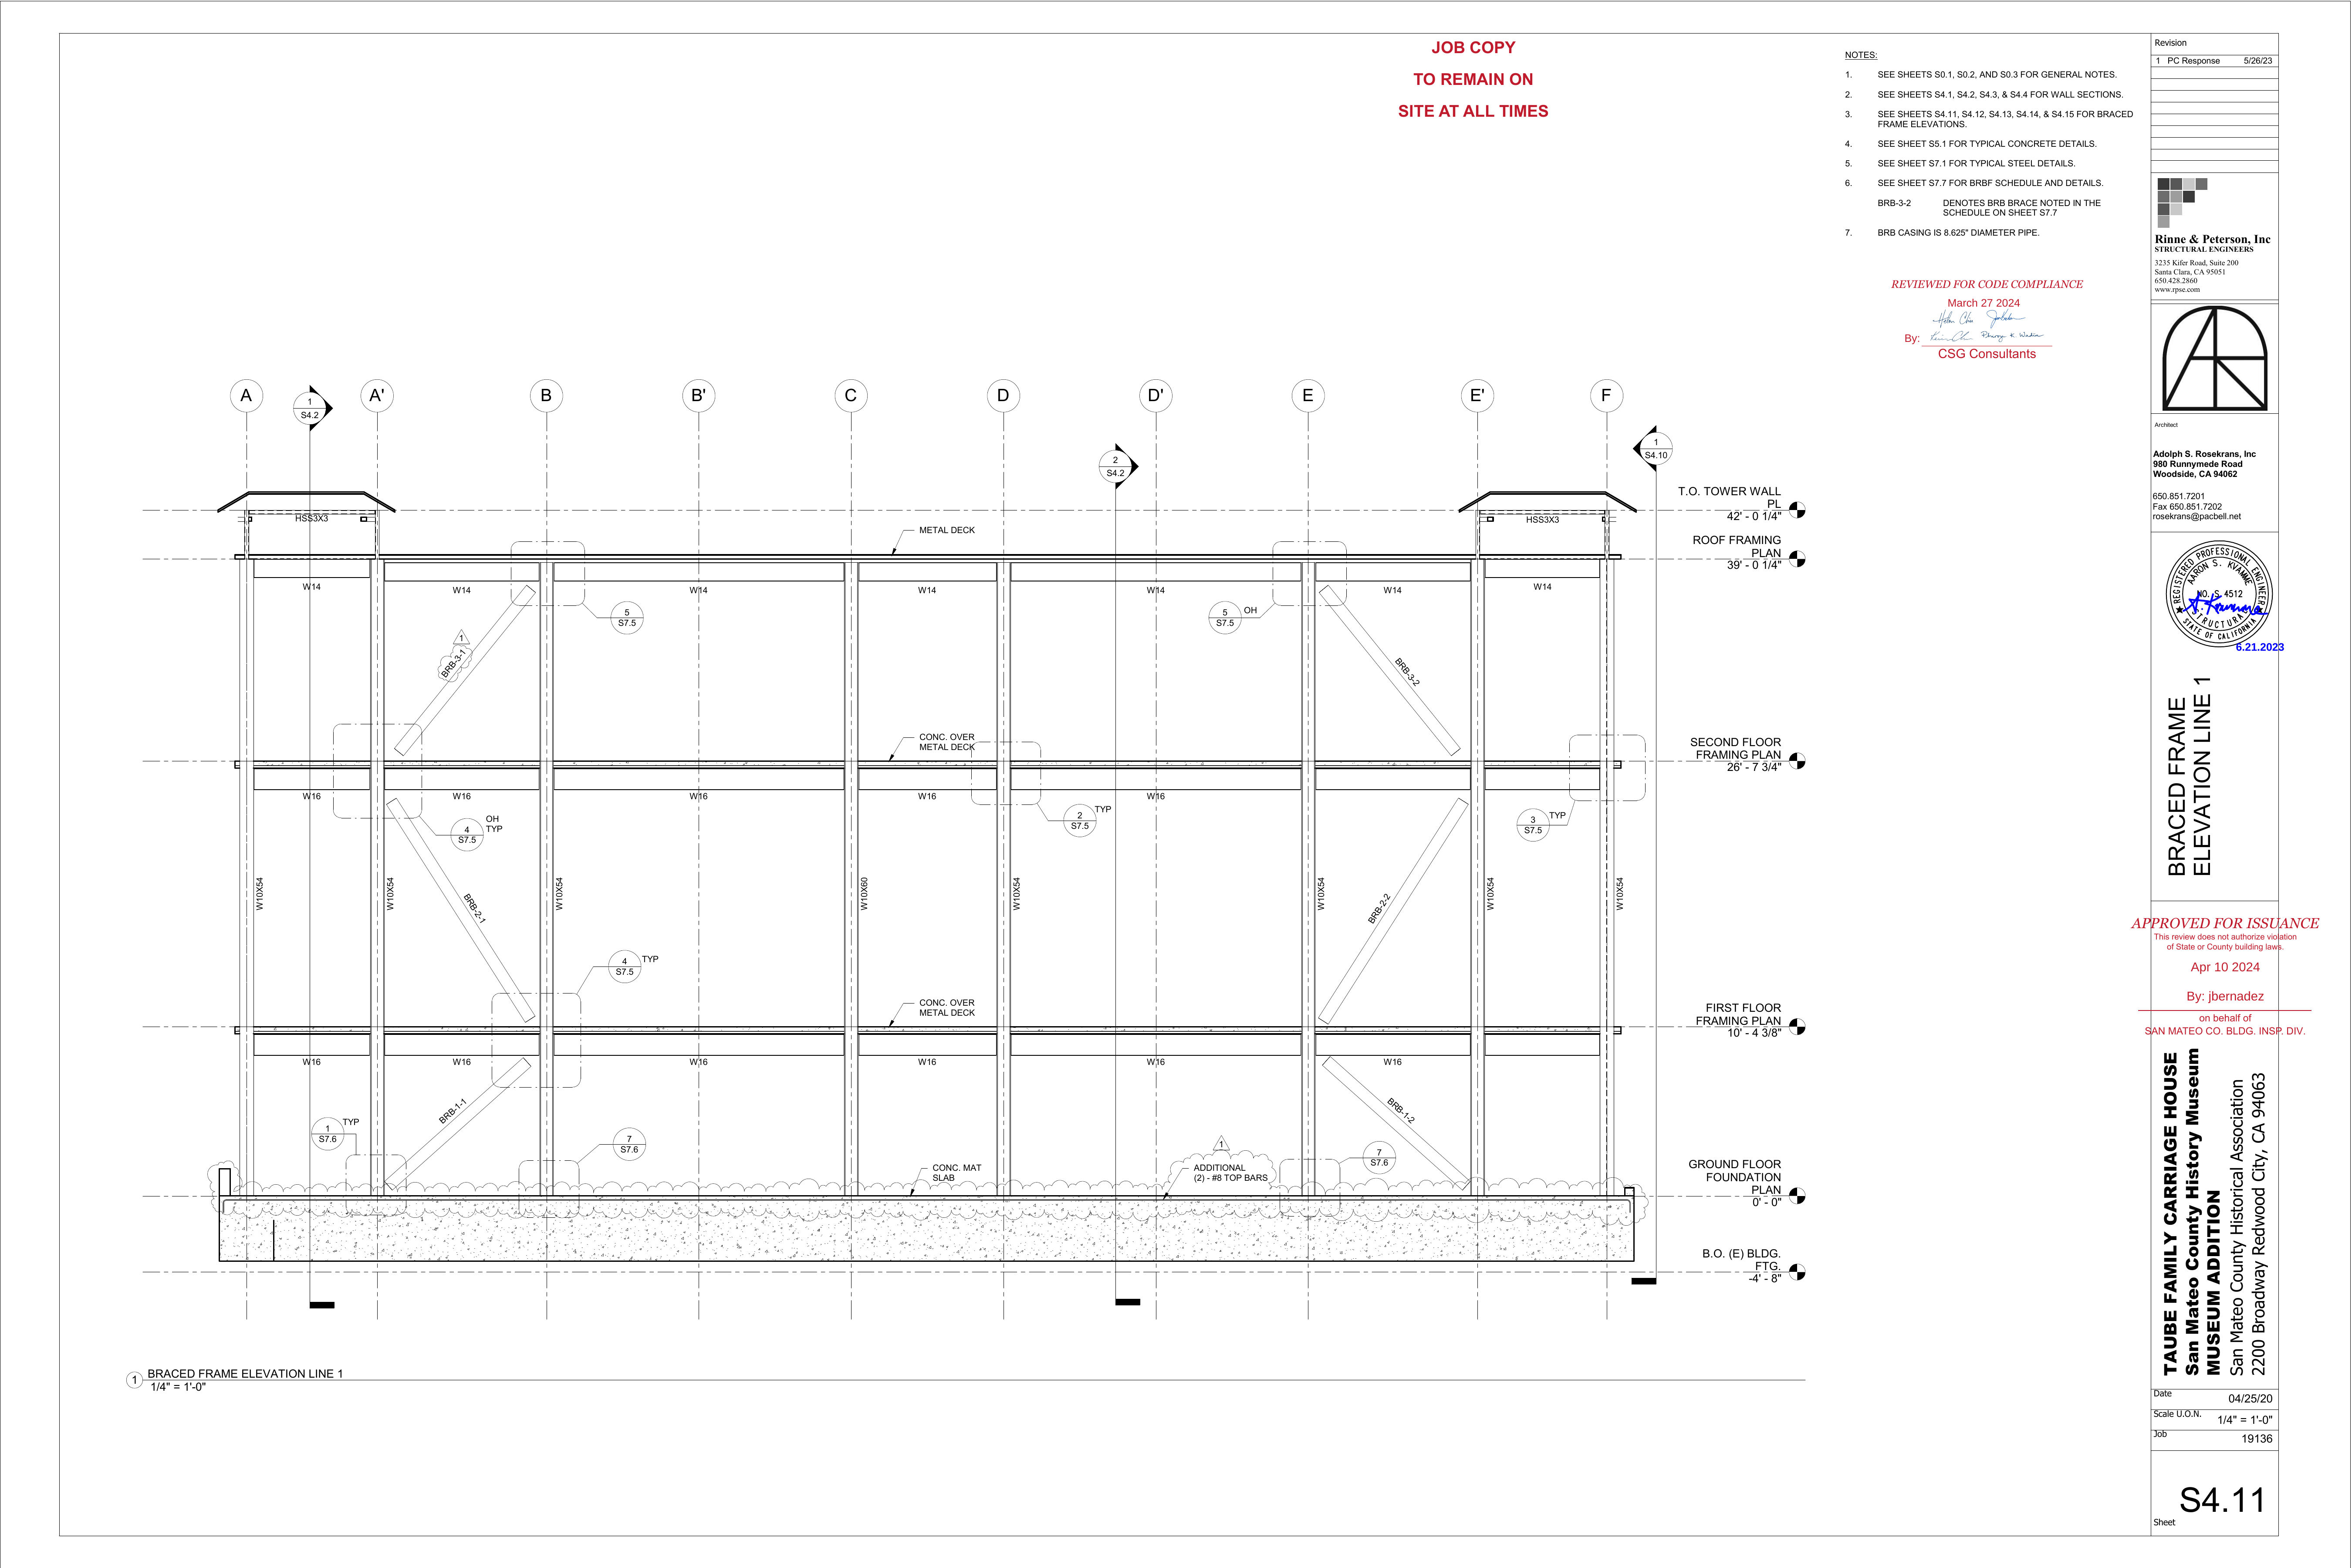 JOB COPY
TO REMAIN ON
SITE AT ALL TIMES
NOTES:
1. SEE SHEETS S0.1, S0.2, AND S0.3 FOR GENERAL NOTES.
2. SEE SHEETS S4.1, S4.2, S4.3, & S4.4 FOR WALL SECTIONS.
3. SEE SHEETS S4.11, S4.12, S4.13, S4.14, & S4.15 FOR BRACED
FRAME ELEVATIONS.
4. SEE SHEET S5.1 FOR TYPICAL CONCRETE DETAILS.
5. SEE SHEET S7.1 FOR TYPICAL STEEL DETAILS.
6. SEE SHEET S7.7 FOR BRBF SCHEDULE AND DETAILS.
BRB-3-2 DENOTES BRB BRACE NOTED IN THE
SCHEDULE ON SHEET S7.7
7. BRB CASING IS 8.625" DIAMETER PIPE.
REVIEWED FOR CODE COMPLIANCE
March 27 2024
By:
CSG Consultants
A A' B B' C D D' E E' F
1
S4.2
2
S4.2
1
S4.10
T.O. TOWER WALL
PL
42' - 0 1/4"
HSS3X3 HSS3X3
METAL DECK
ROOF FRAMING
PLAN
39' - 0 1/4"
W14 W14 W14 W14 W14 W14 W14
5
S7.5
5
S7.5
OH
1
BRB-3-1
BRB-3-2
CONC. OVER
METAL DECK
SECOND FLOOR
FRAMING PLAN
26' - 7 3/4"
W16 W16 W16 W16 W16
4
S7.5
OH
TYP
2
S7.5
TYP
3
S7.5
TYP
W10X54 W10X54 W10X54 W10X60 W10X54 W10X54 W10X54 W10X54
BRB-2-1
BRB-2-2
4
S7.5
TYP
CONC. OVER
METAL DECK
FIRST FLOOR
FRAMING PLAN
10' - 4 3/8"
W16 W16 W16 W16 W16 W16
BRB-1-1
BRB-1-2
1
S7.6
TYP
7
S7.6
1
7
S7.6
CONC. MAT
SLAB
ADDITIONAL
(2) - #8 TOP BARS
GROUND FLOOR
FOUNDATION
PLAN
0' - 0"
B.O. (E) BLDG.
FTG.
-4' - 8"
1 BRACED FRAME ELEVATION LINE 1
1/4" = 1'-0"
Revision
1 PC Response 5/26/23
Rinne & Peterson, Inc
STRUCTURAL ENGINEERS
3235 Kifer Road, Suite 200
Santa Clara, CA 95051
650.428.2860
www.rpse.com
Architect
Adolph S. Rosekrans, Inc
980 Runnymede Road
Woodside, CA 94062
650.851.7201
Fax 650.851.7202
rosekrans@pacbell.net
REGISTERED PROFESSIONAL ENGINEER
AARON S. KVAMME
NO. S 4512
STRUCTURAL
STATE OF CALIFORNIA
6.21.2023
BRACED FRAME
ELEVATION LINE 1
APPROVED FOR ISSUANCE
This review does not authorize violation
of State or County building laws.
Apr 10 2024
By: jbernadez
on behalf of
SAN MATEO CO. BLDG. INSP. DIV.
TAUBE FAMILY CARRIAGE HOUSE
San Mateo County History Museum
MUSEUM ADDITION
San Mateo County Historical Association
2200 Broadway Redwood City, CA 94063
Date 04/25/20
Scale U.O.N. 1/4" = 1'-0"
Job 19136
S4.11
Sheet